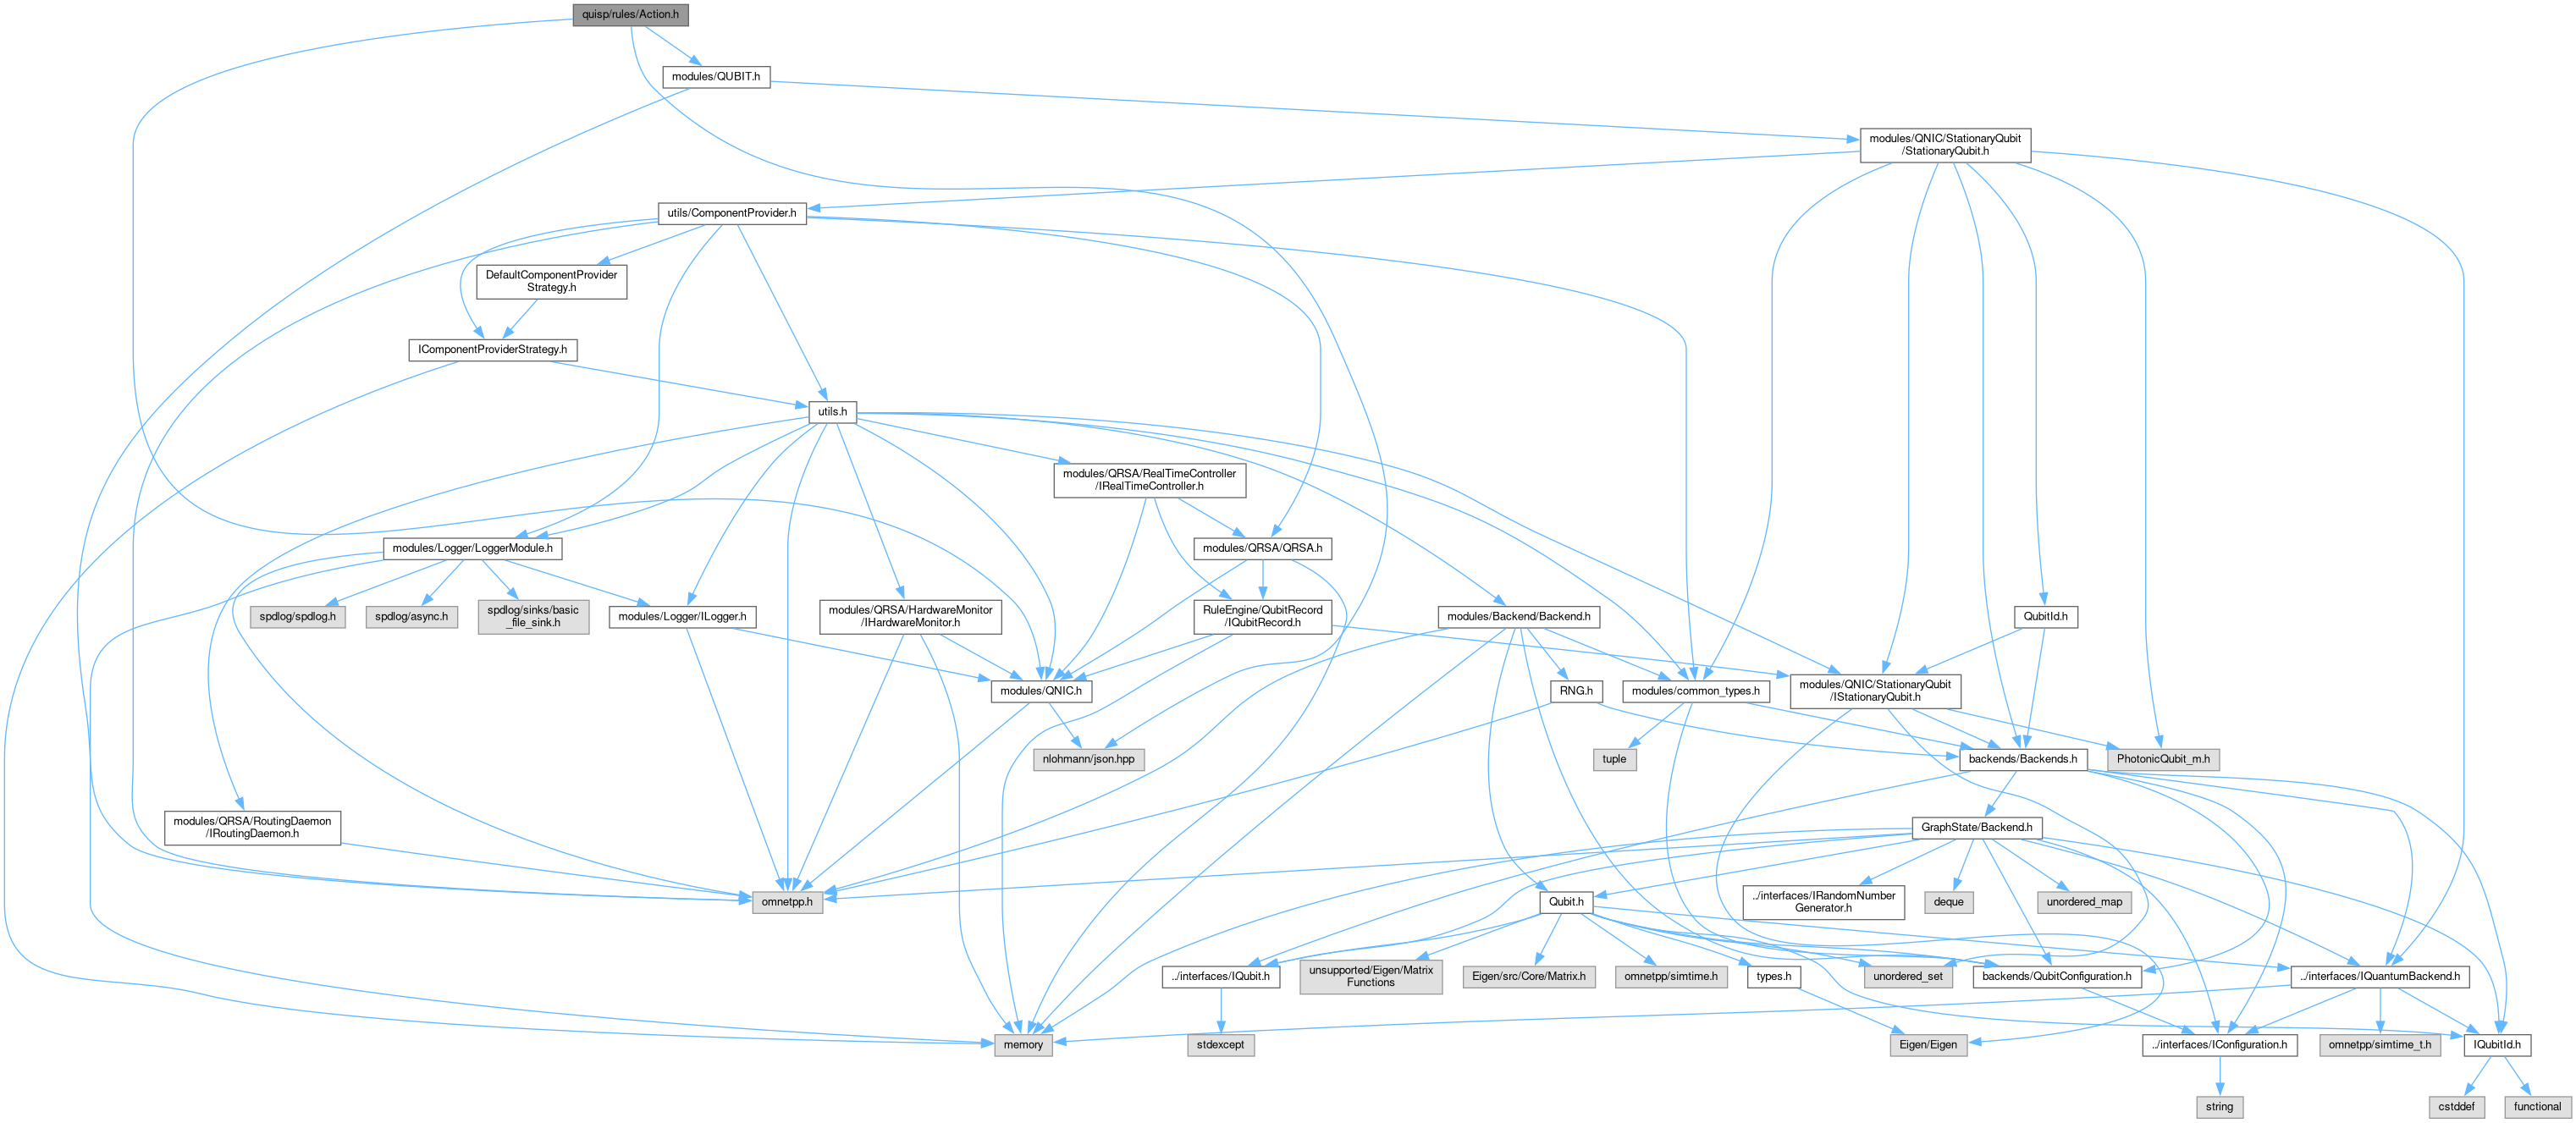 quisp/rules/Action.h
modules/QUBIT.h
modules/QNIC/StationaryQubit
/StationaryQubit.h
utils/ComponentProvider.h
DefaultComponentProvider
Strategy.h
IComponentProviderStrategy.h
utils.h
modules/QRSA/RealTimeController
/IRealTimeController.h
modules/Logger/LoggerModule.h
modules/QRSA/QRSA.h
spdlog/spdlog.h
spdlog/async.h
spdlog/sinks/basic
_file_sink.h
modules/Logger/ILogger.h
modules/QRSA/HardwareMonitor
/IHardwareMonitor.h
RuleEngine/QubitRecord
/IQubitRecord.h
modules/Backend/Backend.h
QubitId.h
modules/QNIC.h
RNG.h
modules/common_types.h
modules/QNIC/StationaryQubit
/IStationaryQubit.h
nlohmann/json.hpp
tuple
backends/Backends.h
PhotonicQubit_m.h
modules/QRSA/RoutingDaemon
/IRoutingDaemon.h
GraphState/Backend.h
omnetpp.h
Qubit.h
../interfaces/IRandomNumber
Generator.h
deque
unordered_map
../interfaces/IQubit.h
unsupported/Eigen/Matrix
Functions
Eigen/src/Core/Matrix.h
omnetpp/simtime.h
types.h
unordered_set
backends/QubitConfiguration.h
../interfaces/IQuantumBackend.h
memory
stdexcept
Eigen/Eigen
../interfaces/IConfiguration.h
omnetpp/simtime_t.h
IQubitId.h
string
cstddef
functional